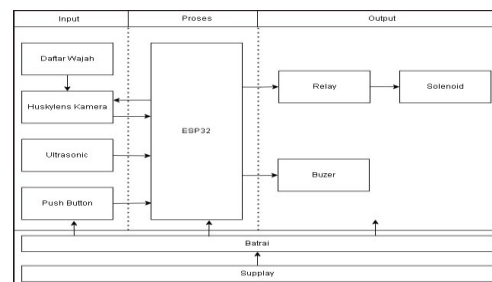 Input
Proses
Output
Daftar Wajah
Huskylens Kamera
Ultrasonic
Push Button
ESP32
Relay
Solenoid
Buzer
Batrai
Supplay